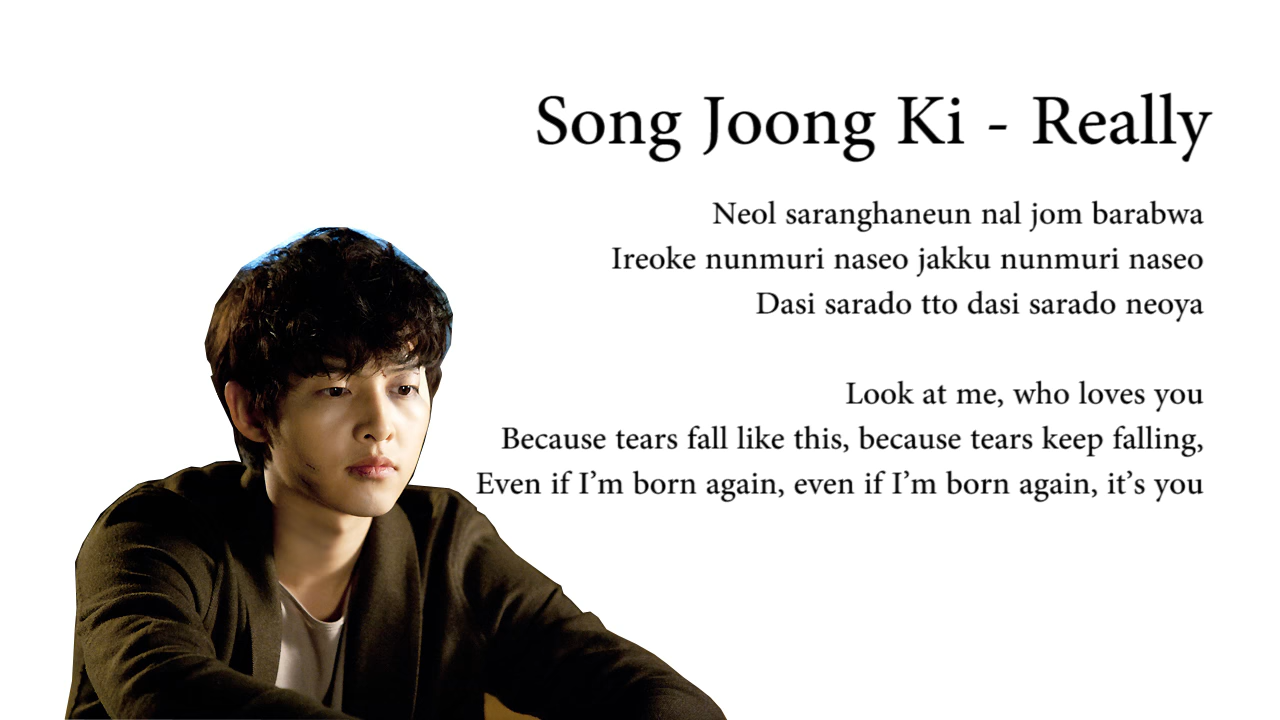 Song Joong Ki - Really
Neol saranghaneun nal jom barabwa
Ireoke nunmuri naseo jakku nunmuri naseo
Dasi sarado tto dasi sarado neoya
Look at me, who loves you
Because tears fall like this, because tears keep falling,
Even if I’m born again, even if I’m born again, it’s you